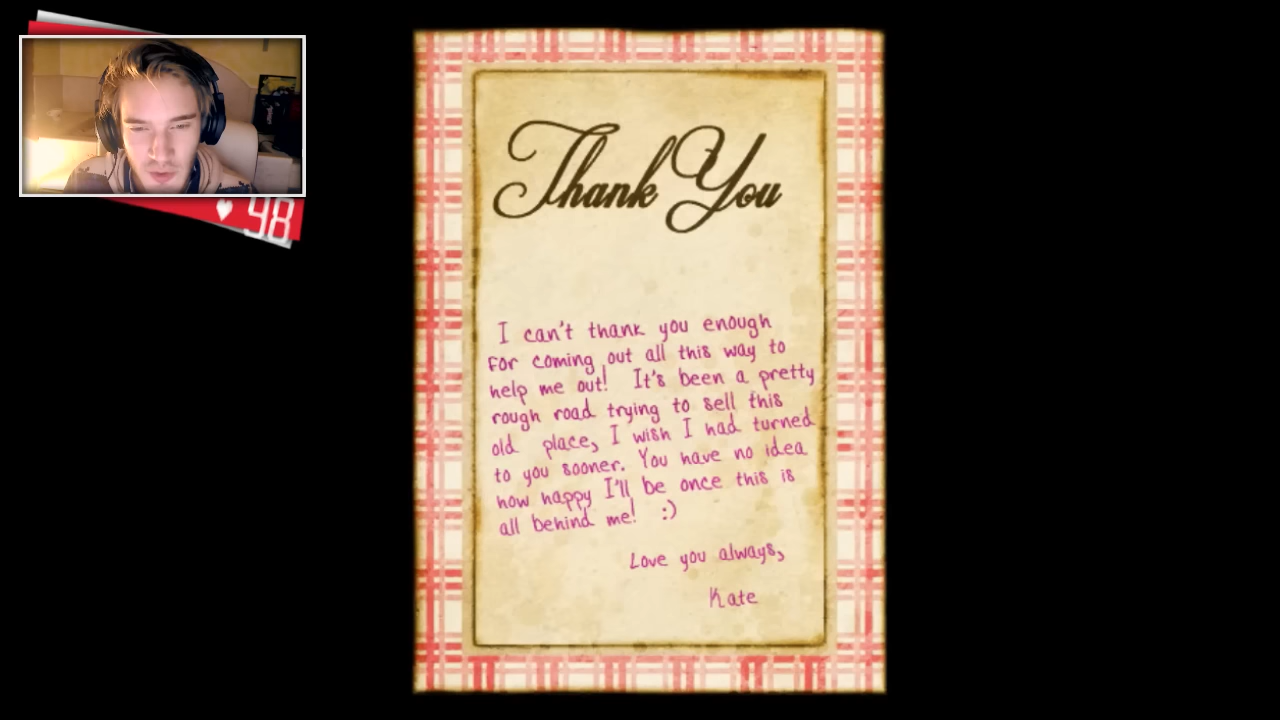 98
Thank You
I can't thank you enough
for coming out all this way to
help me out! It's been a pretty
rough road trying to sell this
old place, I wish I had turned
to you sooner. You have no idea
how happy I'll be once this is
all behind me! :)
Love you always,
Kate